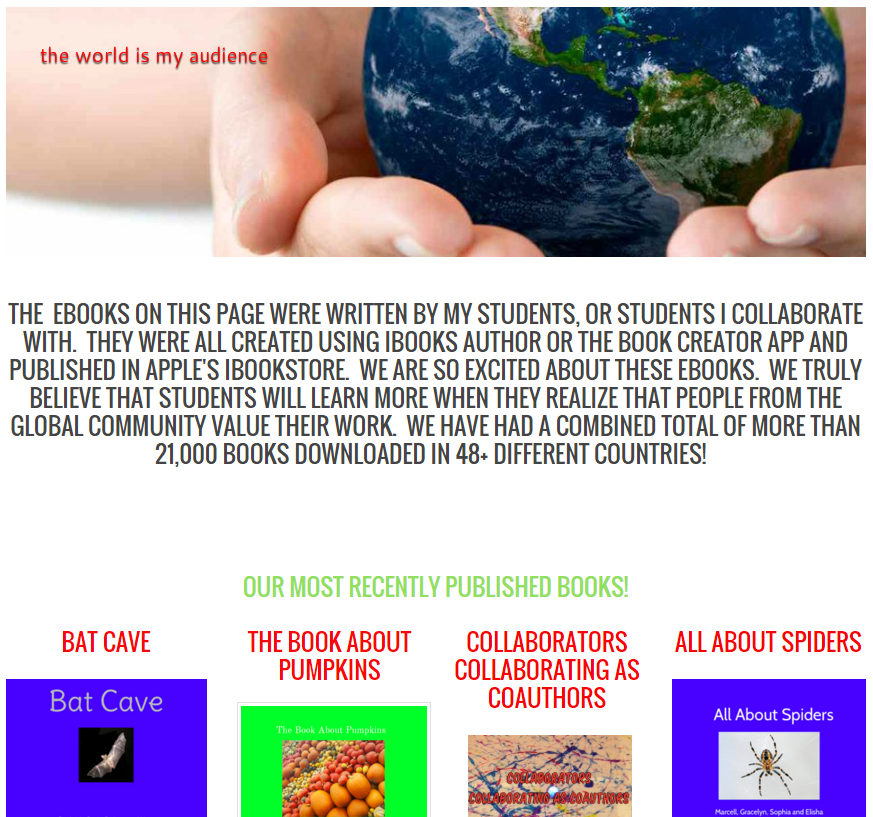 the world is my audience
THE EBOOKS ON THIS PAGE WERE WRITTEN BY MY STUDENTS, OR STUDENTS I COLLABORATE
WITH. THEY WERE ALL CREATED USING IBOOKS AUTHOR OR THE BOOK CREATOR APP AND
PUBLISHED IN APPLE'S IBOOKSTORE. WE ARE SO EXCITED ABOUT THESE EBOOKS. WE TRULY
BELIEVE THAT STUDENTS WILL LEARN MORE WHEN THEY REALIZE THAT PEOPLE FROM THE
GLOBAL COMMUNITY VALUE THEIR WORK. WE HAVE HAD A COMBINED TOTAL OF MORE THAN
21,000 BOOKS DOWNLOADED IN 48+ DIFFERENT COUNTRIES!
OUR MOST RECENTLY PUBLISHED BOOKS!
BAT CAVE
Bat Cave
THE BOOK ABOUT
PUMPKINS
The Book About Pumpkins
COLLABORATORS
COLLABORATING AS
COAUTHORS
COLLABORATORS
COLLABORATING AS COAUTHORS
ALL ABOUT SPIDERS
All About Spiders
Marcell, Gracelyn, Sophia and Elisha